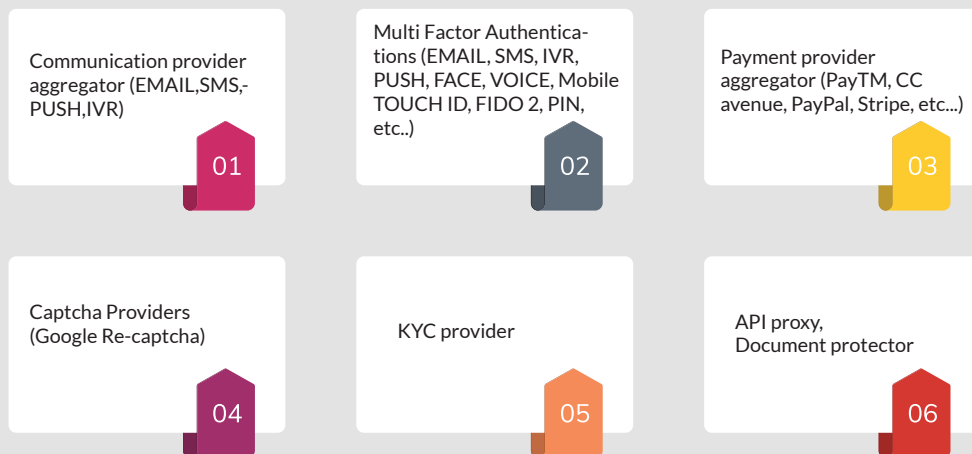 Communication provider
aggregator (EMAIL,SMS,-
PUSH,IVR)
01
Multi Factor Authentica-
tions (EMAIL, SMS, IVR,
PUSH, FACE, VOICE, Mobile
TOUCH ID, FIDO 2, PIN,
etc..)
02
Payment provider
aggregator (PayTM, CC
avenue, PayPal, Stripe, etc...)
03
Captcha Providers
(Google Re-captcha)
04
KYC provider
05
API proxy,
Document protector
06